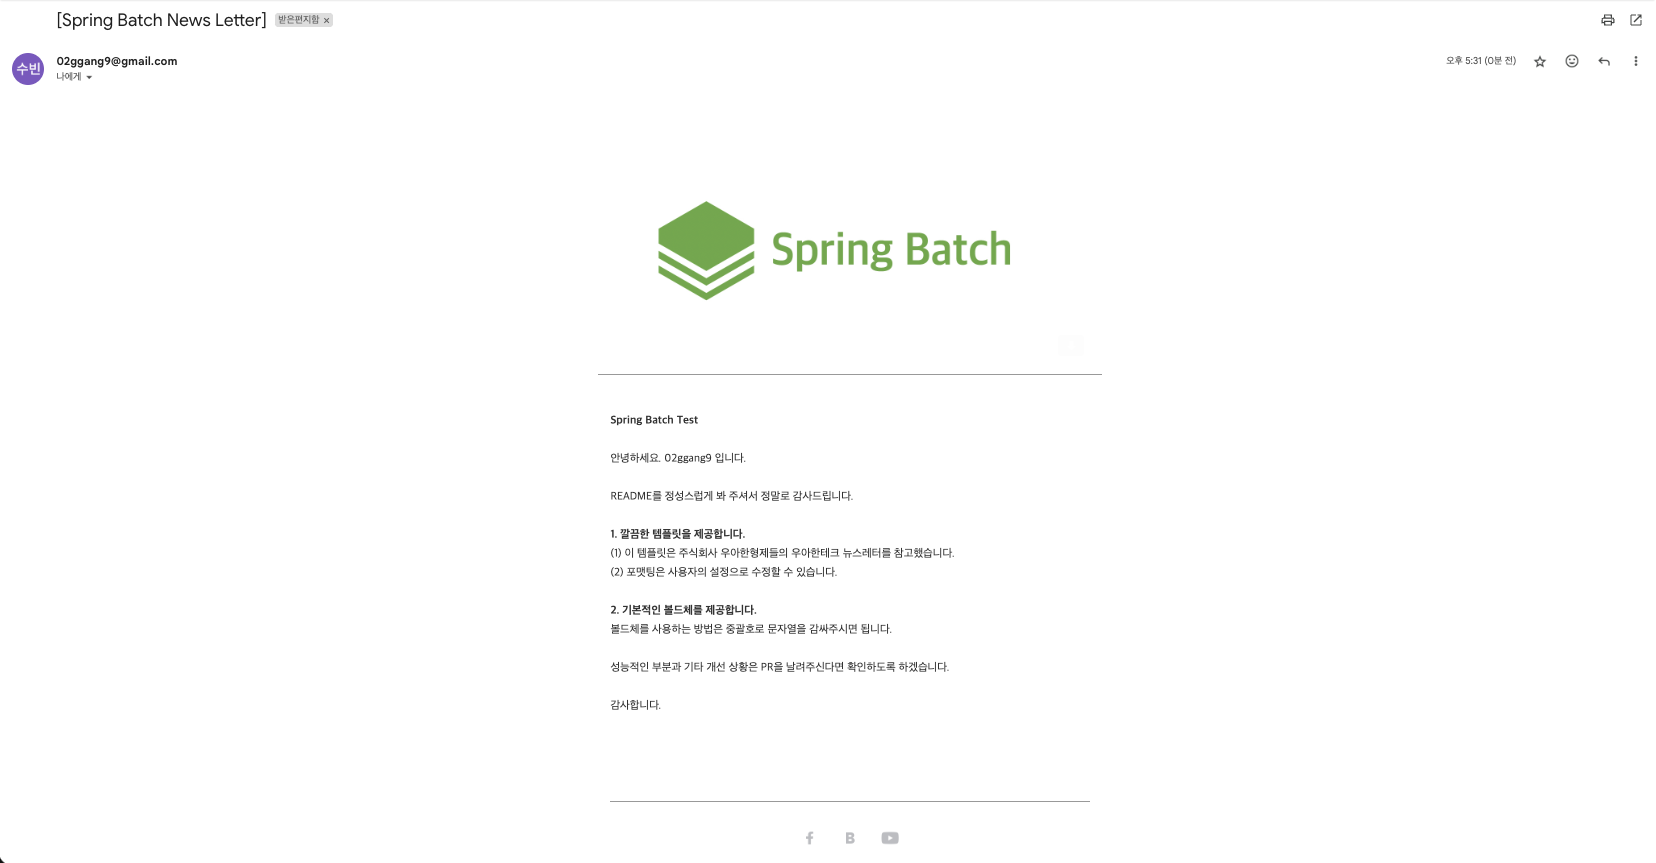 [Spring Batch News Letter] 받은편지함 ×
수빈
02ggang9@gmail.com
나에게
오후 5:31 (0분 전)
Spring Batch
Spring Batch Test
안녕하세요. 02ggang9 입니다.
README를 정성스럽게 봐 주셔서 정말로 감사드립니다.
1. 깔끔한 템플릿을 제공합니다.
(1) 이 템플릿은 주식회사 우아한형제들의 우아한테크 뉴스레터를 참고했습니다.
(2) 포맷팅은 사용자의 설정으로 수정할 수 있습니다.
2. 기본적인 볼드체를 제공합니다.
볼드체를 사용하는 방법은 중괄호로 문자열을 감싸주시면 됩니다.
성능적인 부분과 기타 개선 상황은 PR을 날려주신다면 확인하도록 하겠습니다.
감사합니다.